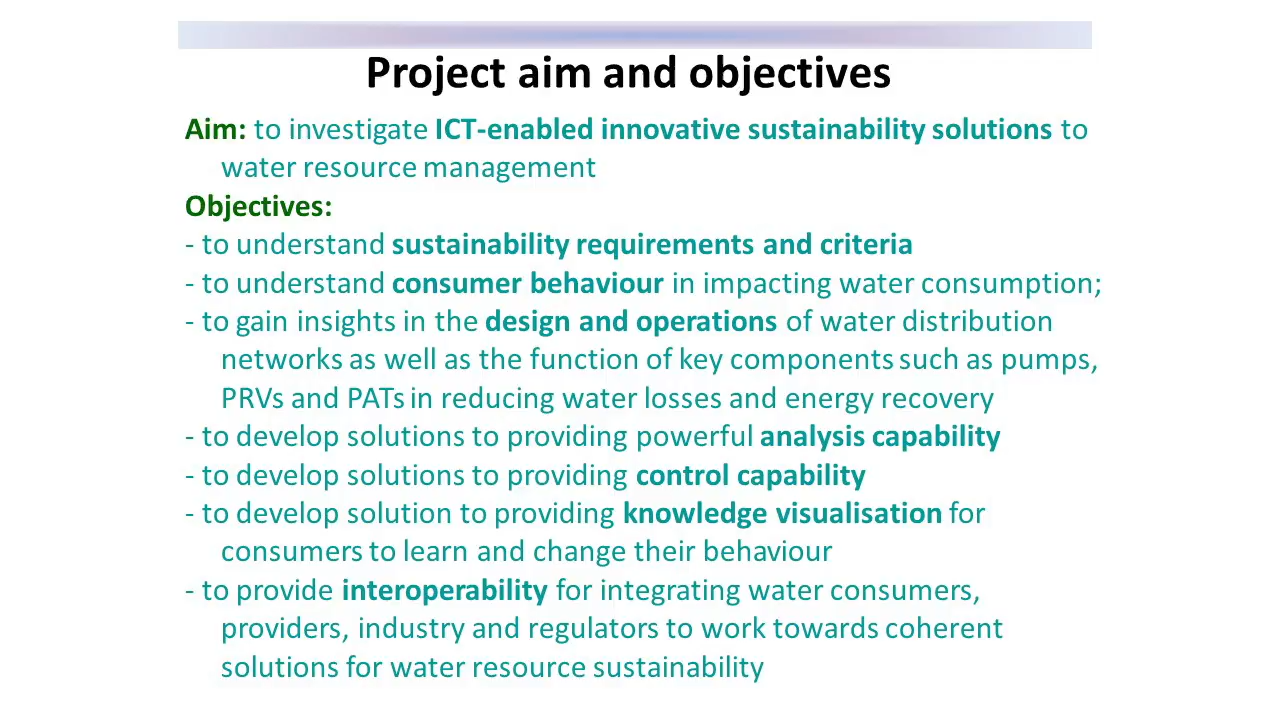 Project aim and objectives
Aim: to investigate ICT-enabled innovative sustainability solutions to
water resource management
Objectives:
- to understand sustainability requirements and criteria
- to understand consumer behaviour in impacting water consumption;
- to gain insights in the design and operations of water distribution
networks as well as the function of key components such as pumps,
PRVs and PATs in reducing water losses and energy recovery
- to develop solutions to providing powerful analysis capability
- to develop solutions to providing control capability
- to develop solution to providing knowledge visualisation for
consumers to learn and change their behaviour
- to provide interoperability for integrating water consumers,
providers, industry and regulators to work towards coherent
solutions for water resource sustainability